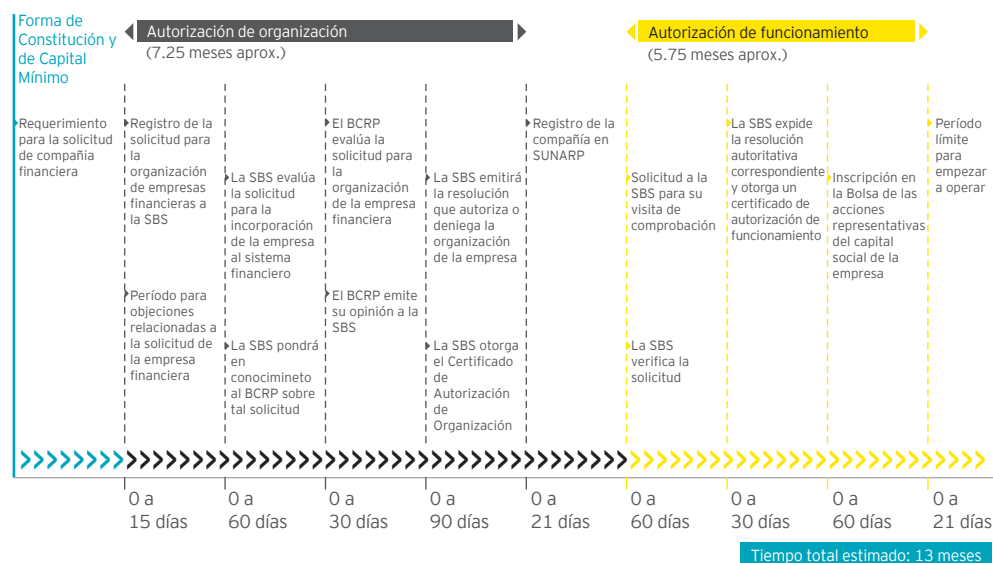 Forma de
Constitución y
de Capital
Mínimo
Autorización de organización
(7.25 meses aprox.)
Autorización de funcionamiento
(5.75 meses aprox.)
Requerimiento
para la solicitud
de compañia
financiera
Registro de la
solicitud para
la
organización
de empresas
financieras a
la SBS
Período para
objeciones
relacionadas a
la solicitud de
la empresa
financiera
La SBS evalúa
la solicitud
para la
incorporación
de la empresa
al sistema
financiero
La SBS pondrá
en
conocimineto
al BCRP sobre
tal solicitud
El BCRP
evalúa la
solicitud para
la
organización
de la empresa
financiera
El BCRP emite
su opinión a la
SBS
La SBS emitirá
la resolución
que autoriza o
deniega la
organización
de la empresa
La SBS otorga
el Certificado
de
Autorización
de
Organización
Registro de la
compañía en
SUNARP
Solicitud a la
SBS para su
visita de
comprobación
La SBS
verifica la
solicitud
La SBS expide
la resolución
autoritativa
correspondiente
y otorga un
certificado de
autorización de
funcionamiento
Inscripción en
la Bolsa de las
acciones
representativas
del capital
social de la
empresa
Período
límite
para
empezar
a operar
0 a
15 días
0 a
60 días
0 a
30 días
0 a
90 días
0 a
21 días
0 a
60 días
0 a
30 días
0 a
60 días
0 a
21 días
Tiempo total estimado: 13 meses